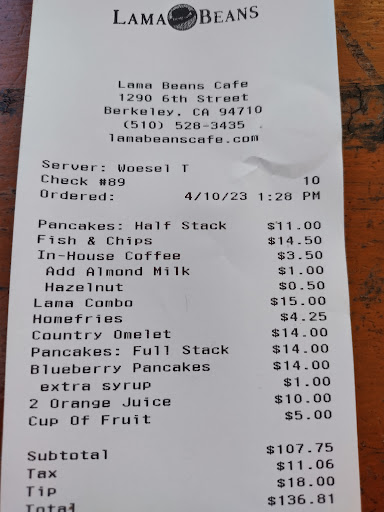 LAMA BEANS
Lama Beans Cafe
1290 6th Street
Berkeley, CA 94710
(510) 528-3435
lamabeanscafe.com
Server: Woesel T
Check #89 10
Ordered: 4/10/23 1:28 PM
Pancakes: Half Stack $11.00
Fish & Chips $14.50
In-House Coffee $3.50
Add Almond Milk $1.00
Hazelnut $0.50
Lama Combo $15.00
Homefries $4.25
Country Omelet $14.00
Pancakes: Full Stack $14.00
Blueberry Pancakes $14.00
extra syrup $1.00
2 Orange Juice $10.00
Cup Of Fruit $5.00
Subtotal $107.75
Tax $11.06
Tip $18.00
Total $136.81